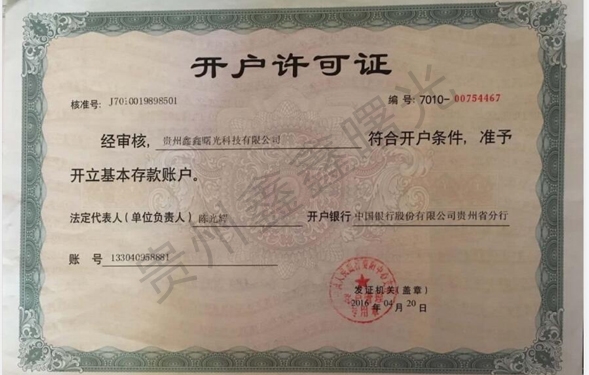 开户许可证
核准号: J7010019898501 编号: 7010-00754467
经审核, 贵州鑫鑫曙光科技有限公司 符合开户条件, 准予
开立基本存款账户。
法定代表人(单位负责人) 陈光辉 开户银行 中国银行股份有限公司贵州省分行
账 号 133040958881
发证机关(盖章)
2016 年 04 月 20 日
贵州鑫鑫曙光